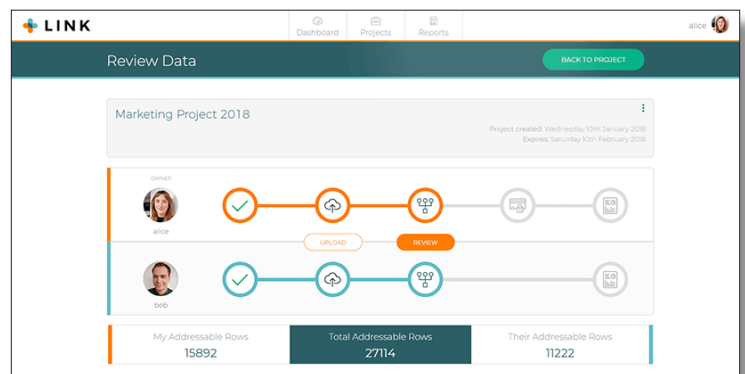 LINK
Dashboard Projects Reports
alice
Review Data
BACK TO PROJECT
Marketing Project 2018
Project created: Wednesday 10th January 2018
Expires: Saturday 10th February 2018
OWNER
alice
UPLOAD REVIEW
bob
My Addressable Rows Total Addressable Rows Their Addressable Rows
15892 27114 11222